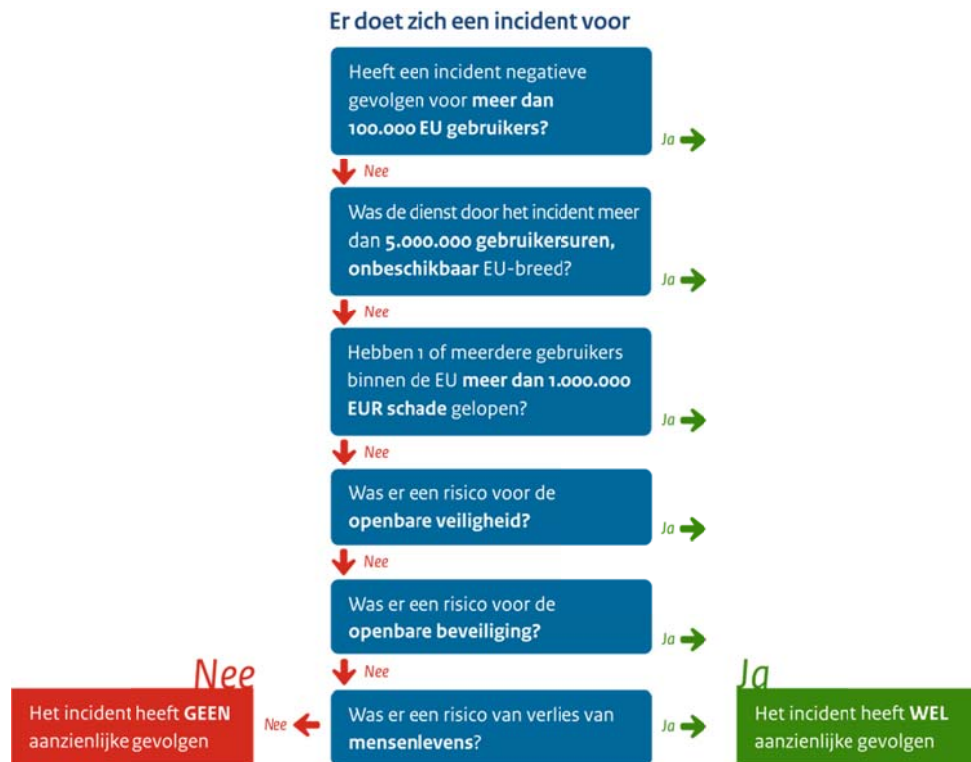 Er doet zich een incident voor
Heeft een incident negatieve
gevolgen voor meer dan
100.000 EU gebruikers?
Ja
Nee
Was de dienst door het incident meer
dan 5.000.000 gebruikersuren,
onbeschikbaar EU-breed?
Ja
Nee
Hebben 1 of meerdere gebruikers
binnen de EU meer dan 1.000.000
EUR schade gelopen?
Ja
Nee
Was er een risico voor de
openbare veiligheid?
Ja
Nee
Was er een risico voor de
openbare beveiliging?
Ja
Nee
Nee
Het incident heeft GEEN
aanzienlijke gevolgen
Nee
Was er een risico van verlies van
mensenlevens?
Ja
Ja
Het incident heeft WEL
aanzienlijke gevolgen